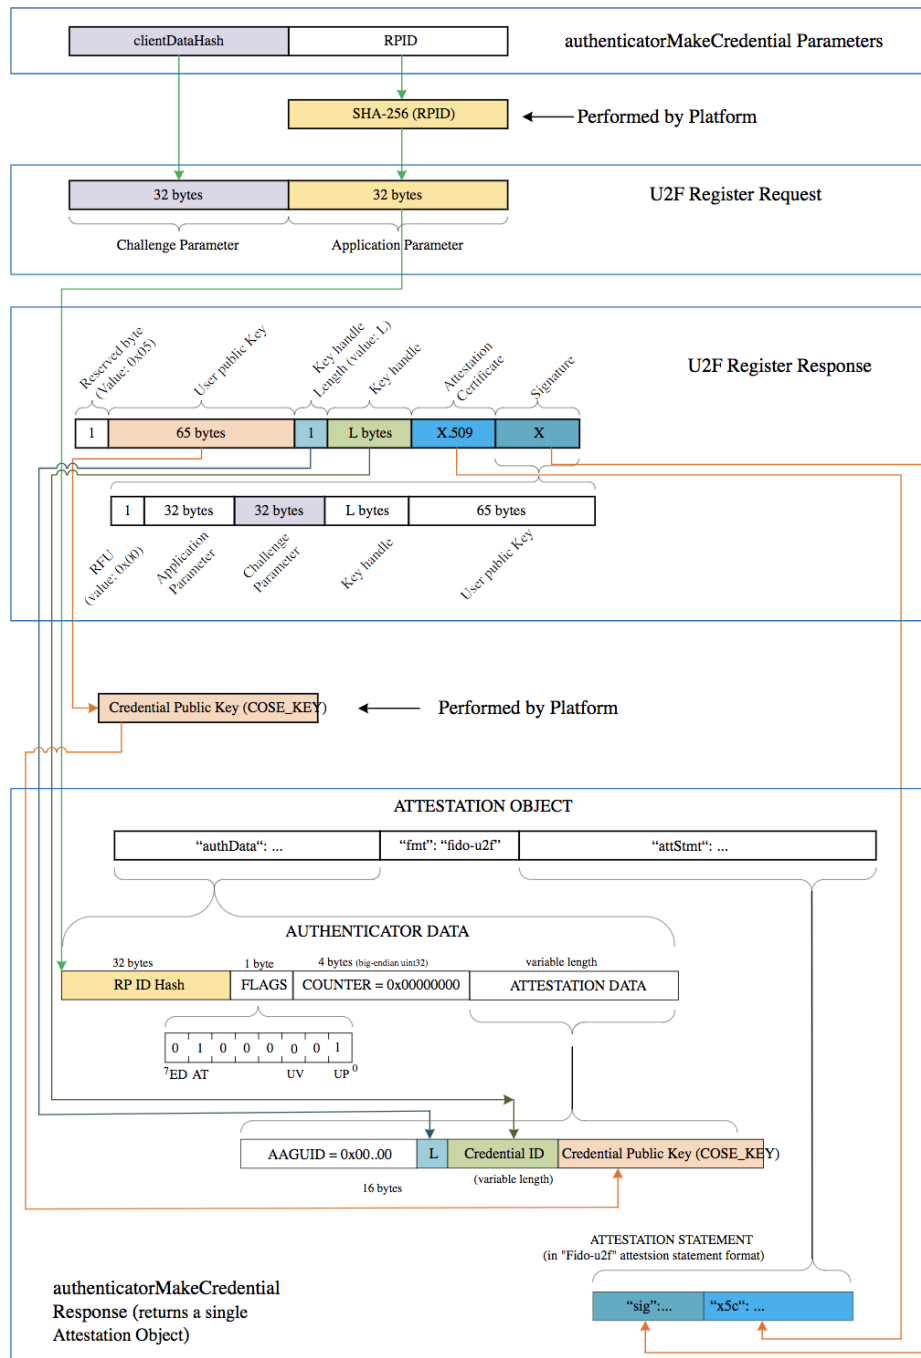 clientDataHash
RPID
authenticatorMakeCredential Parameters
SHA-256 (RPID)
Performed by Platform
32 bytes
32 bytes
U2F Register Request
Challenge Parameter
Application Parameter
Reserved byte
(Value: 0x05)
User public Key
Key handle
Length (value: L)
Key handle
Attestation
Certificate
Signature
U2F Register Response
1
65 bytes
1
L bytes
X.509
X
1
32 bytes
32 bytes
L bytes
65 bytes
RFU
(value: 0x00)
Application
Parameter
Challenge
Parameter
Key handle
User public Key
Credential Public Key (COSE_KEY)
Performed by Platform
ATTESTATION OBJECT
“authData“: ...
“fmt”: “fido-u2f”
“attStmt“: ...
AUTHENTICATOR DATA
32 bytes
1 byte
4 bytes (big-endian uint32)
variable length
RP ID Hash
FLAGS
COUNTER = 0x00000000
ATTESTATION DATA
0 1 0 0 0 0 0 1
7 ED AT UV UP 0
AAGUID = 0x00..00
L
Credential ID
Credential Public Key (COSE_KEY)
16 bytes
(variable length)
ATTESTATION STATEMENT
(in "Fido-u2f" attestsion statement format)
authenticatorMakeCredential
Response (returns a single
Attestation Object)
“sig“:...
“x5c“: ...